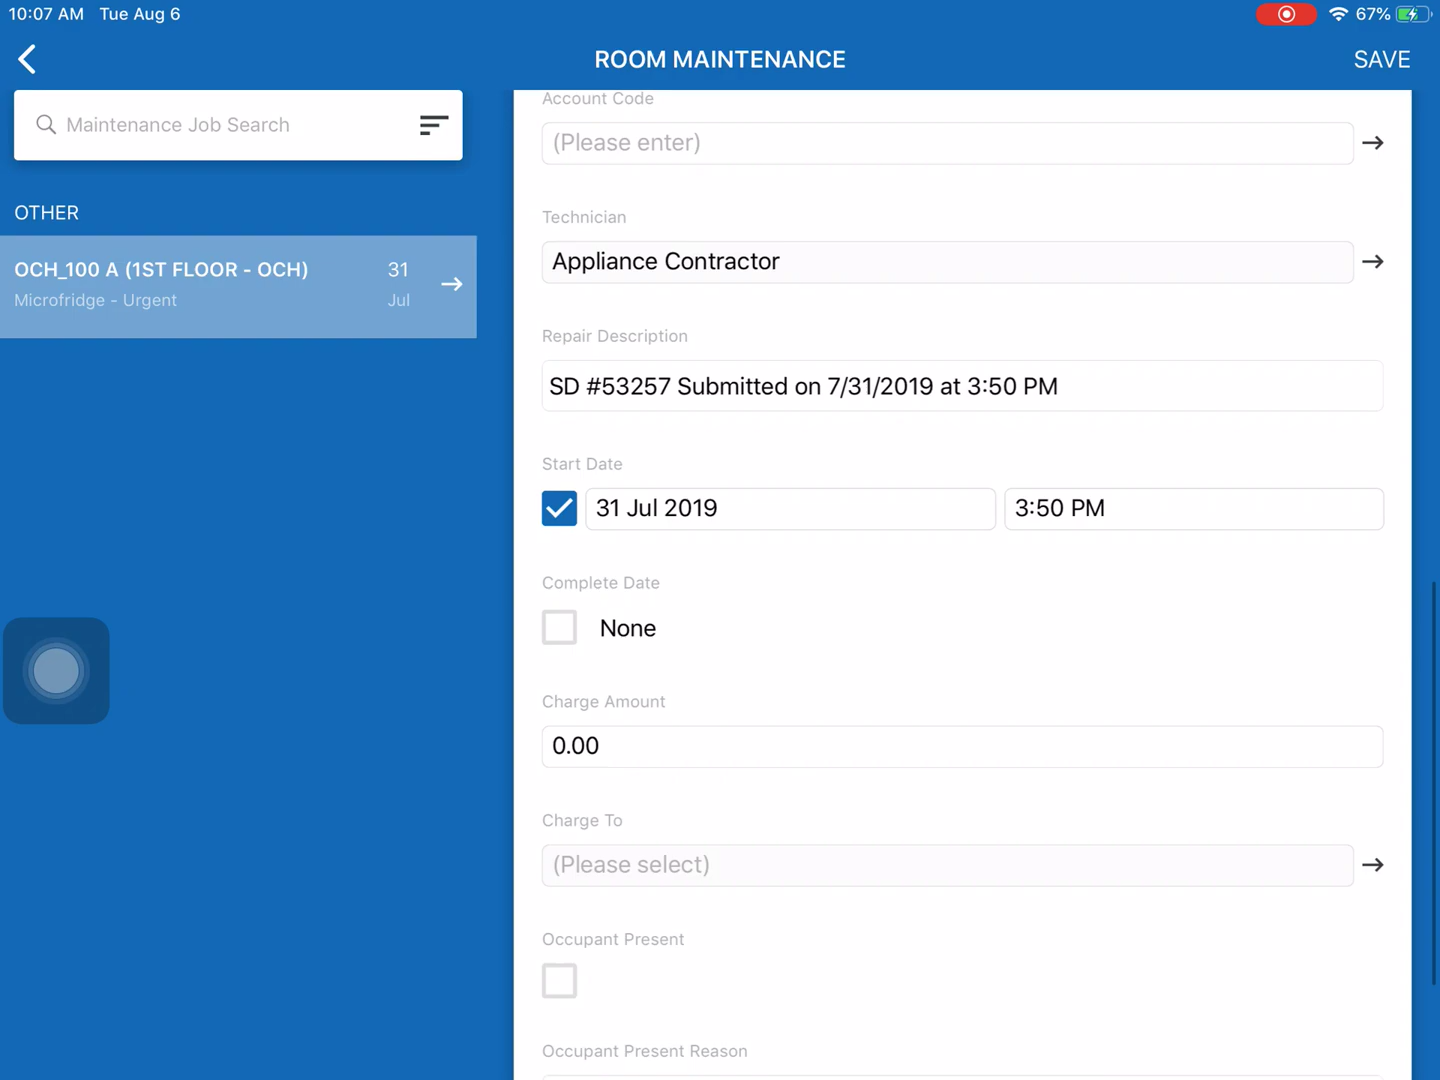 10:07 AM Tue Aug 6
67%
ROOM MAINTENANCE
SAVE
Maintenance Job Search
OTHER
OCH_100 A (1ST FLOOR - OCH) 31
Microfridge - Urgent Jul
Account Code
(Please enter)
Technician
Appliance Contractor
Repair Description
SD #53257 Submitted on 7/31/2019 at 3:50 PM
Start Date
31 Jul 2019 3:50 PM
Complete Date
None
Charge Amount
0.00
Charge To
(Please select)
Occupant Present
Occupant Present Reason